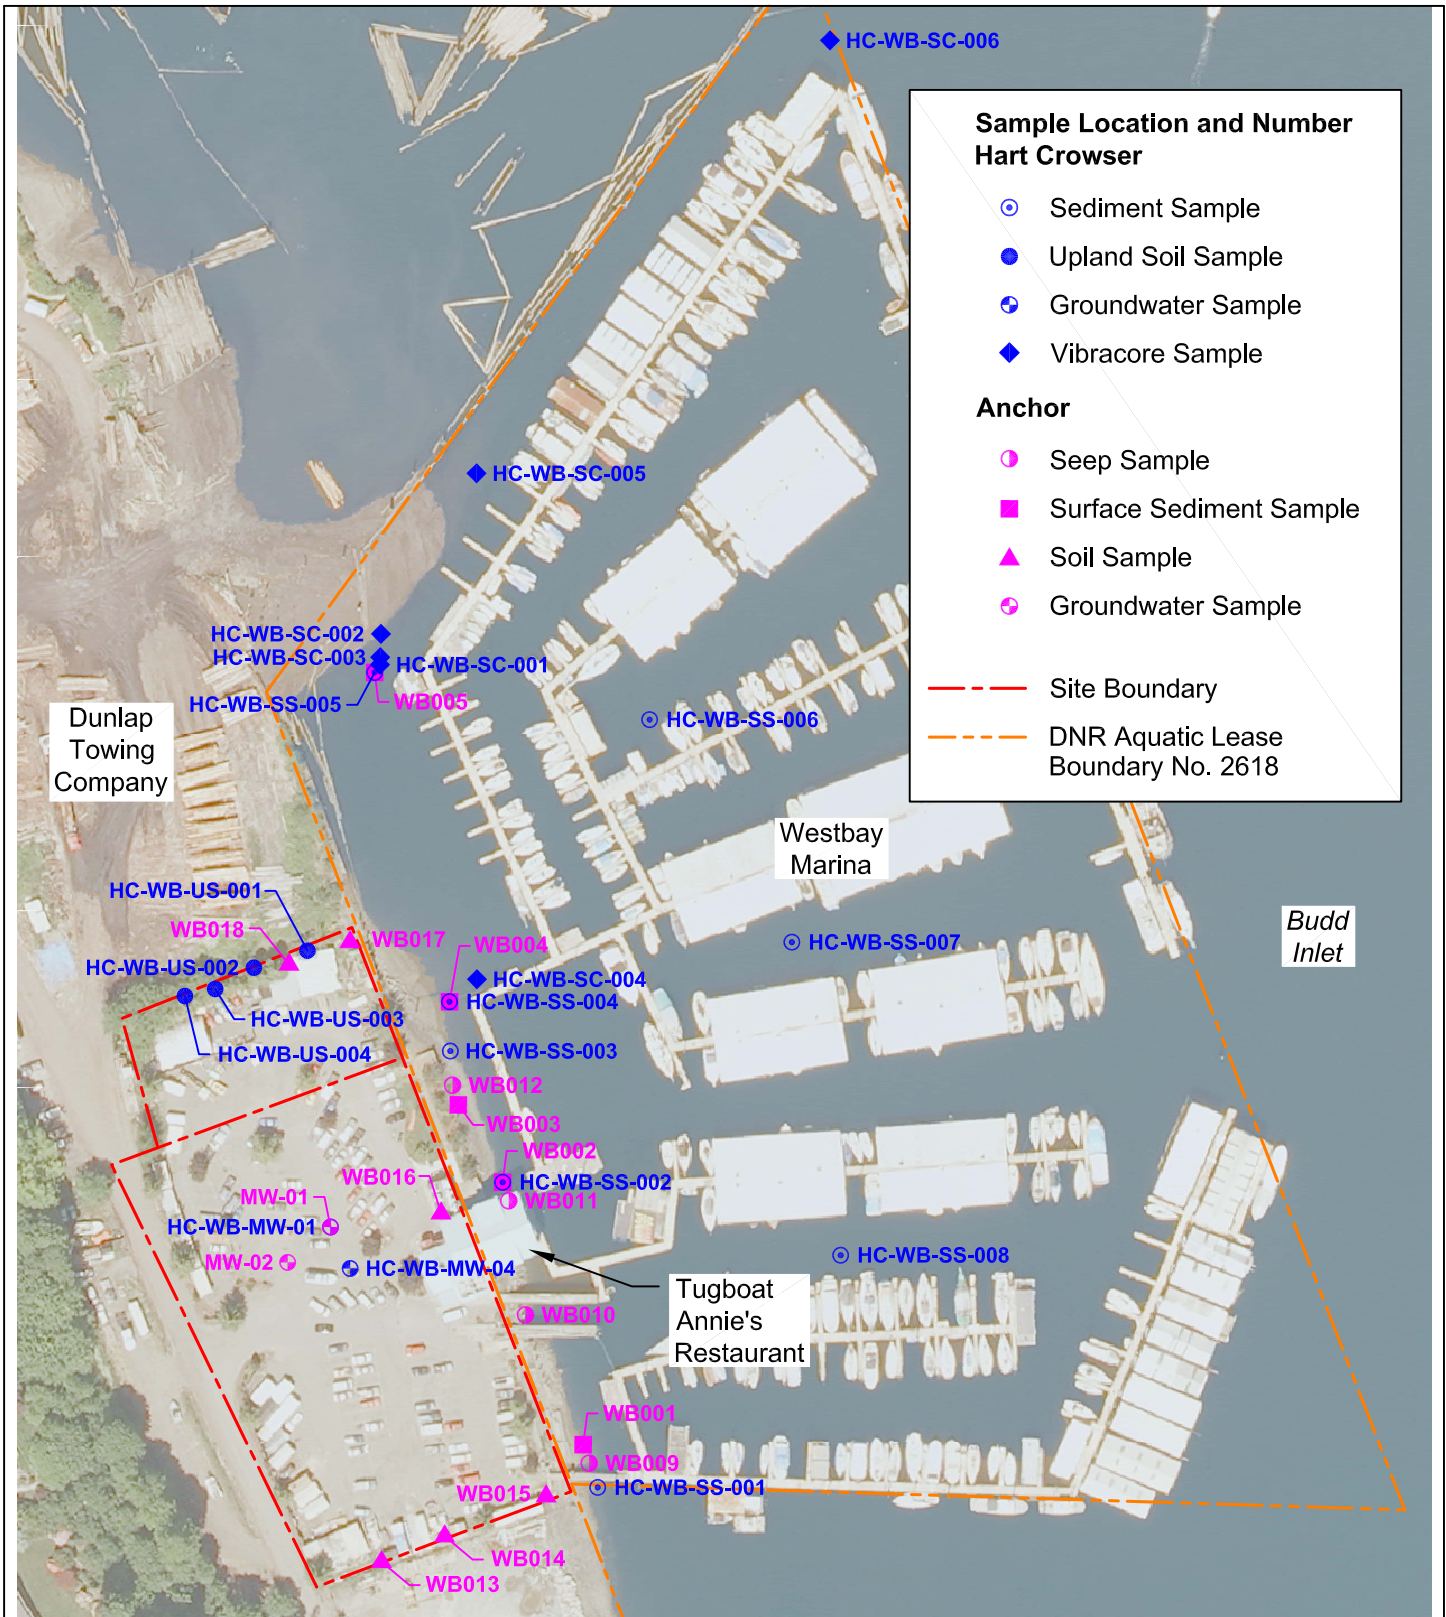 HC-WB-SC-006
Sample Location and Number
Hart Crowser
Sediment Sample
Upland Soil Sample
Groundwater Sample
Vibracore Sample
Anchor
Seep Sample
Surface Sediment Sample
Soil Sample
Groundwater Sample
Site Boundary
DNR Aquatic Lease
Boundary No. 2618
HC-WB-SC-005
HC-WB-SC-002
HC-WB-SC-003
HC-WB-SC-001
HC-WB-SS-005
WB005
HC-WB-SS-006
Dunlap
Towing
Company
Westbay
Marina
HC-WB-US-001
WB018
WB017
WB004
HC-WB-SS-007
Budd
Inlet
HC-WB-US-002
HC-WB-SC-004
HC-WB-SS-004
HC-WB-US-003
HC-WB-US-004
HC-WB-SS-003
WB012
WB003
WB002
WB016
HC-WB-SS-002
WB011
MW-01
HC-WB-MW-01
MW-02
HC-WB-MW-04
HC-WB-SS-008
Tugboat
Annie's
Restaurant
WB010
WB001
WB009
WB015
HC-WB-SS-001
WB014
WB013